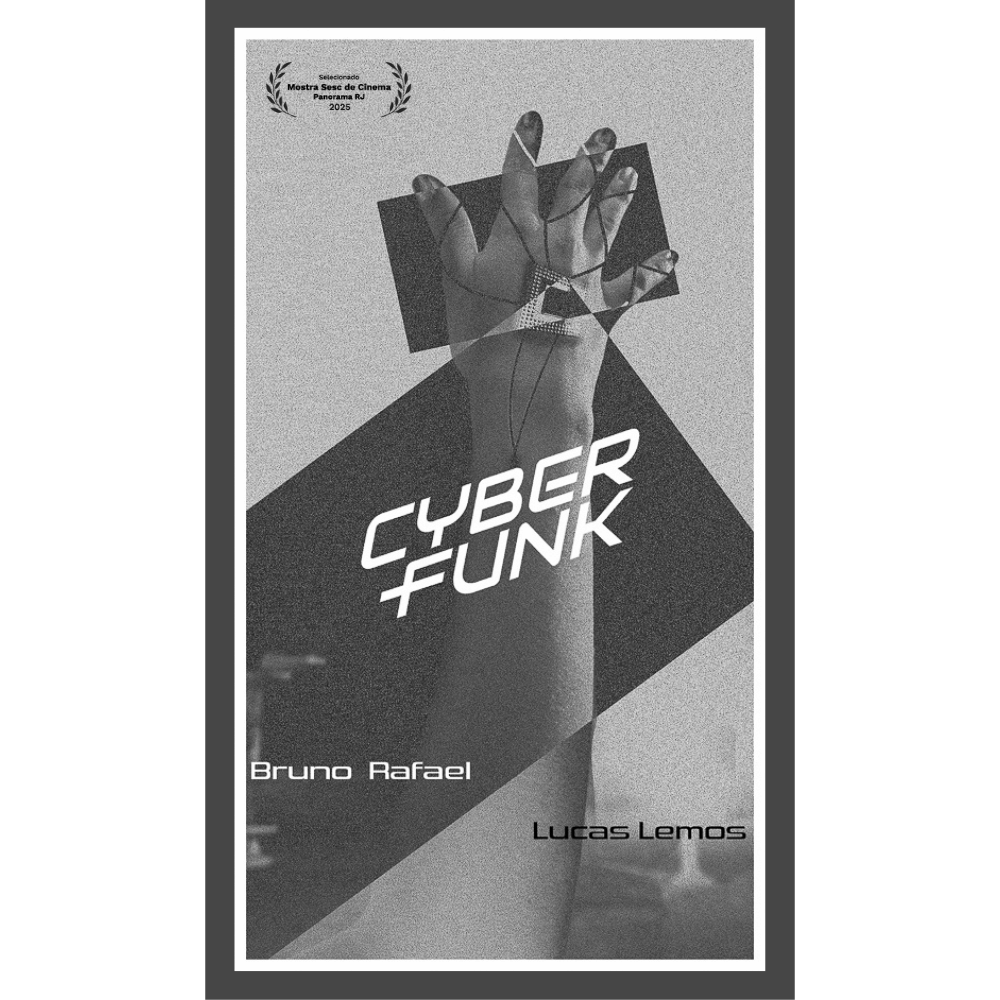 Selecionado
Mostra Sesc de Cinema
Panorama RJ
2025
CYBER
FUNK
Bruno Rafael
Lucas Lemos